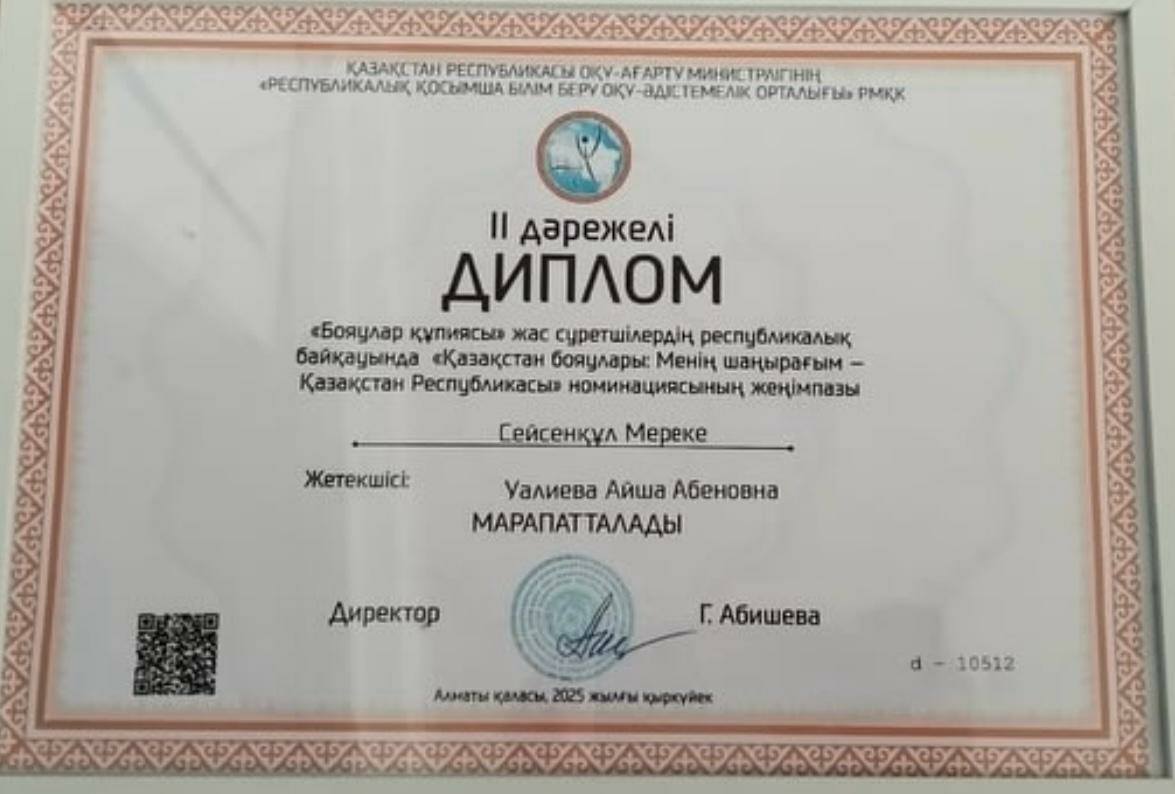 ҚАЗАҚСТАН РЕСПУБЛИКАСЫ ОҚУ-АҒАРТУ МИНИСТРЛІГІНІҢ
«РЕСПУБЛИКАЛЫҚ ҚОСЫМША БІЛІМ БЕРУ ОҚУ-ӘДІСТЕМЕЛІК ОРТАЛЫҒЫ» РМҚК
II дәрежелі
ДИПЛОМ
«Бояулар құпиясы» жас суретшілердің республикалық
байқауында «Қазақстан бояулары: Менің шаңырағым –
Қазақстан Республикасы» номинациясының жеңімпазы
Сейсенқұл Мереке
Жетекшісі:
Уалиева Айша Абеновна
МАРАПАТТАЛАДЫ
Директор
Г. Абишева
d - 10512
Алматы қаласы, 2025 жылғы қыркүйек